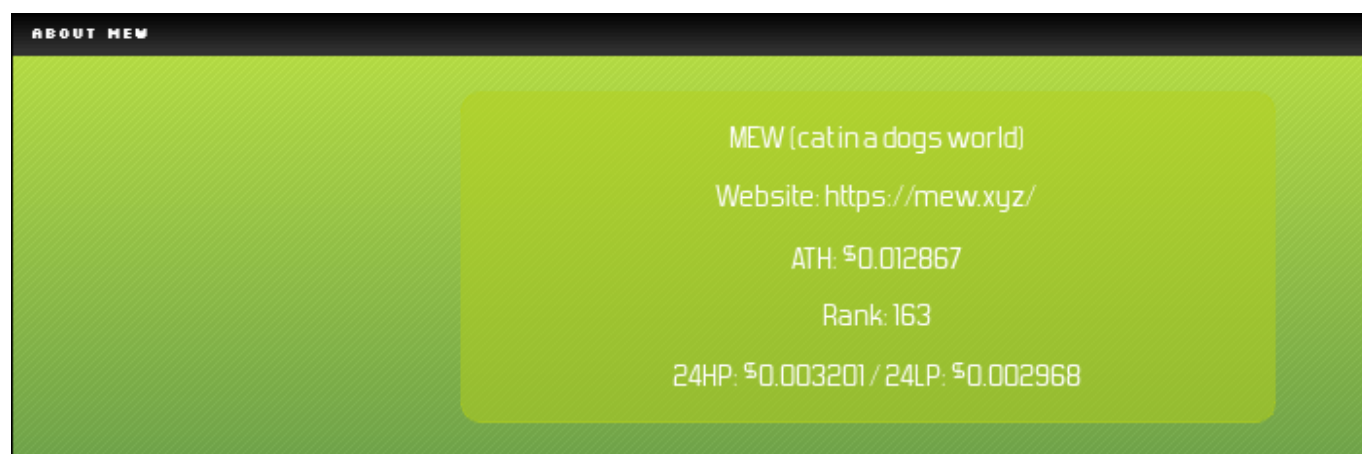 ABOUT MEW
MEW (cat in a dogs world)
Website: https://mew.xyz/
ATH: $0.012867
Rank: 163
24HP: $0.003201 / 24LP: $0.002968